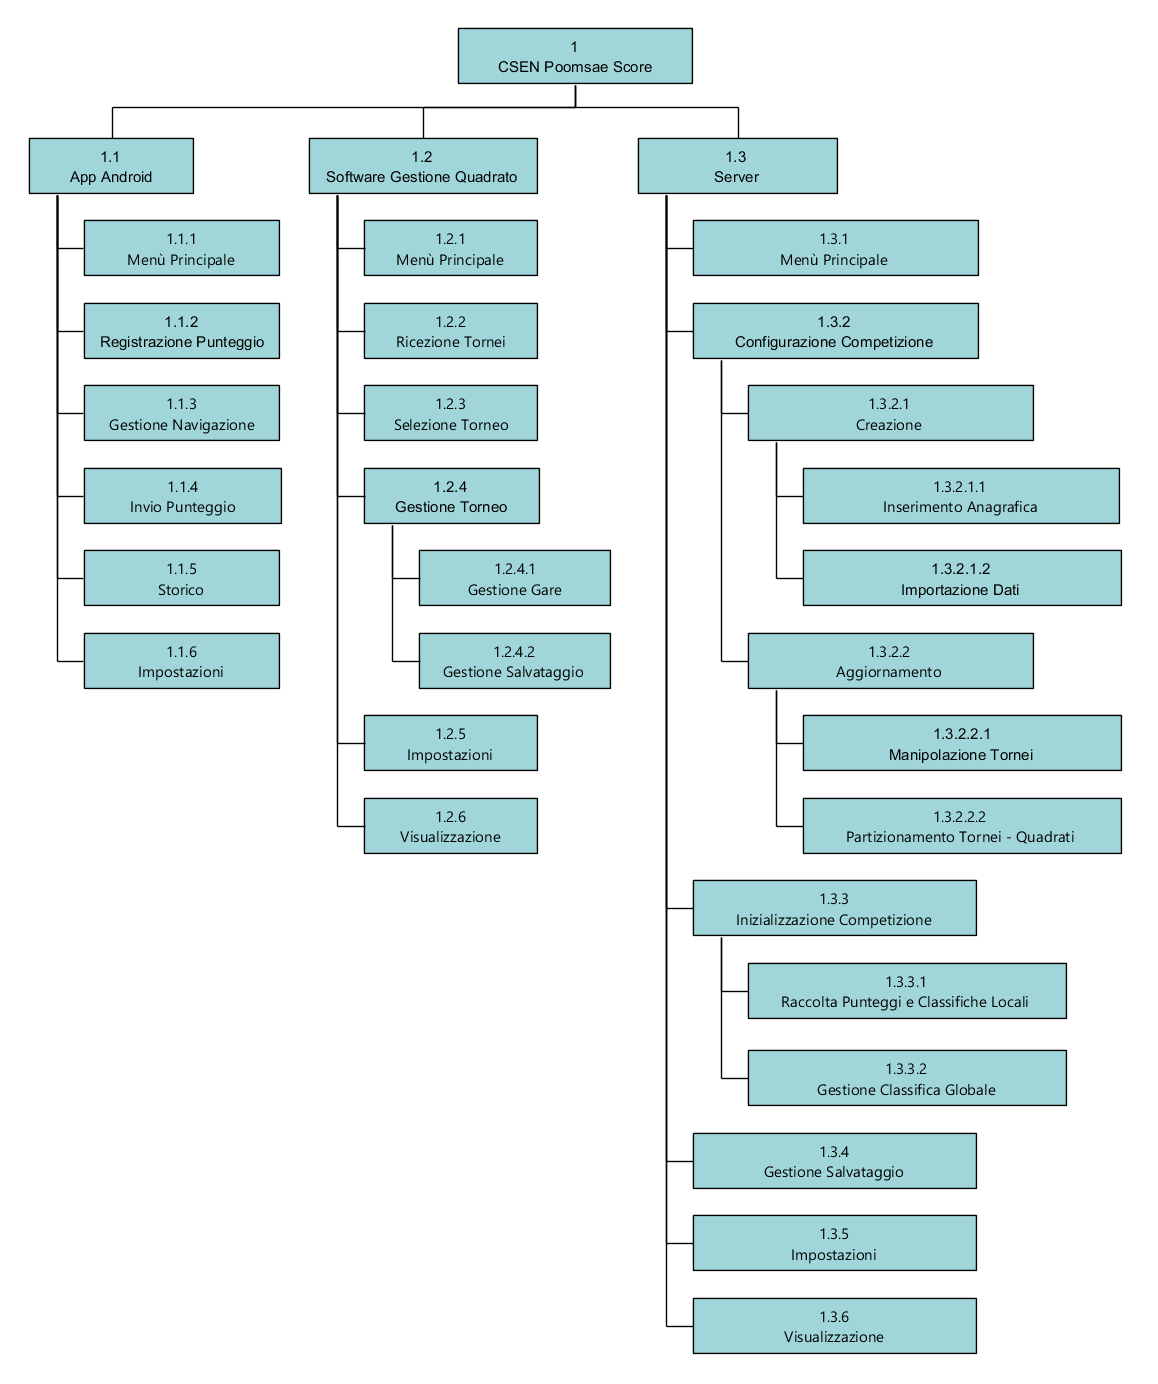 1
CSEN Poomsae Score
1.1
App Android
1.1.1
Menù Principale
1.1.2
Registrazione Punteggio
1.1.3
Gestione Navigazione
1.1.4
Invio Punteggio
1.1.5
Storico
1.1.6
Impostazioni
1.2
Software Gestione Quadrato
1.2.1
Menù Principale
1.2.2
Ricezione Tornei
1.2.3
Selezione Torneo
1.2.4
Gestione Torneo
1.2.4.1
Gestione Gare
1.2.4.2
Gestione Salvataggio
1.2.5
Impostazioni
1.2.6
Visualizzazione
1.3
Server
1.3.1
Menù Principale
1.3.2
Configurazione Competizione
1.3.2.1
Creazione
1.3.2.1.1
Inserimento Anagrafica
1.3.2.1.2
Importazione Dati
1.3.2.2
Aggiornamento
1.3.2.2.1
Manipolazione Tornei
1.3.2.2.2
Partizionamento Tornei - Quadrati
1.3.3
Inizializzazione Competizione
1.3.3.1
Raccolta Punteggi e Classifiche Locali
1.3.3.2
Gestione Classifica Globale
1.3.4
Gestione Salvataggio
1.3.5
Impostazioni
1.3.6
Visualizzazione